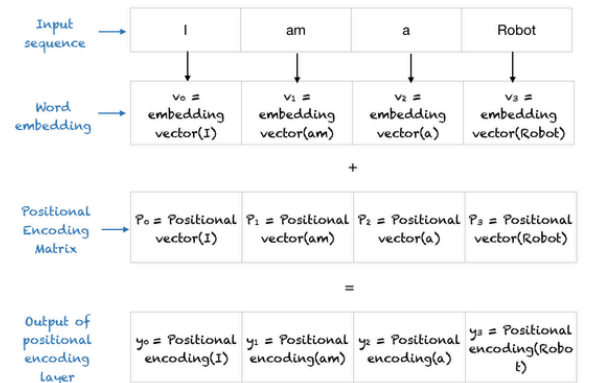 Input sequence
I am a Robot
Word embedding
v₀ = embedding vector(I)
v₁ = embedding vector(am)
v₂ = embedding vector(a)
v₃ = embedding vector(Robot)
+
Positional Encoding Matrix
P₀ = Positional vector(I)
P₁ = Positional vector(am)
P₂ = Positional vector(a)
P₃ = Positional vector(Robot)
=
Output of positional encoding layer
y₀ = Positional encoding(I)
y₁ = Positional encoding(am)
y₂ = Positional encoding(a)
y₃ = Positional encoding(Robot)